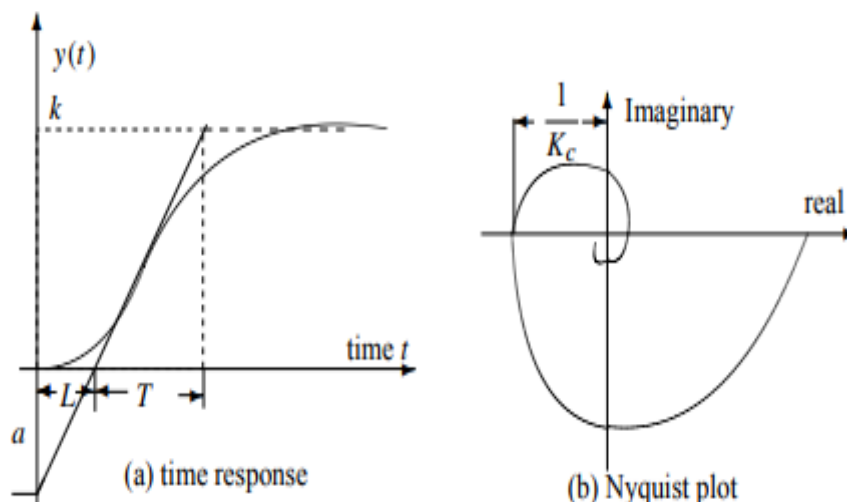 y(t)
k
time t
L
T
a
(a) time response
1
K_c
Imaginary
real
(b) Nyquist plot